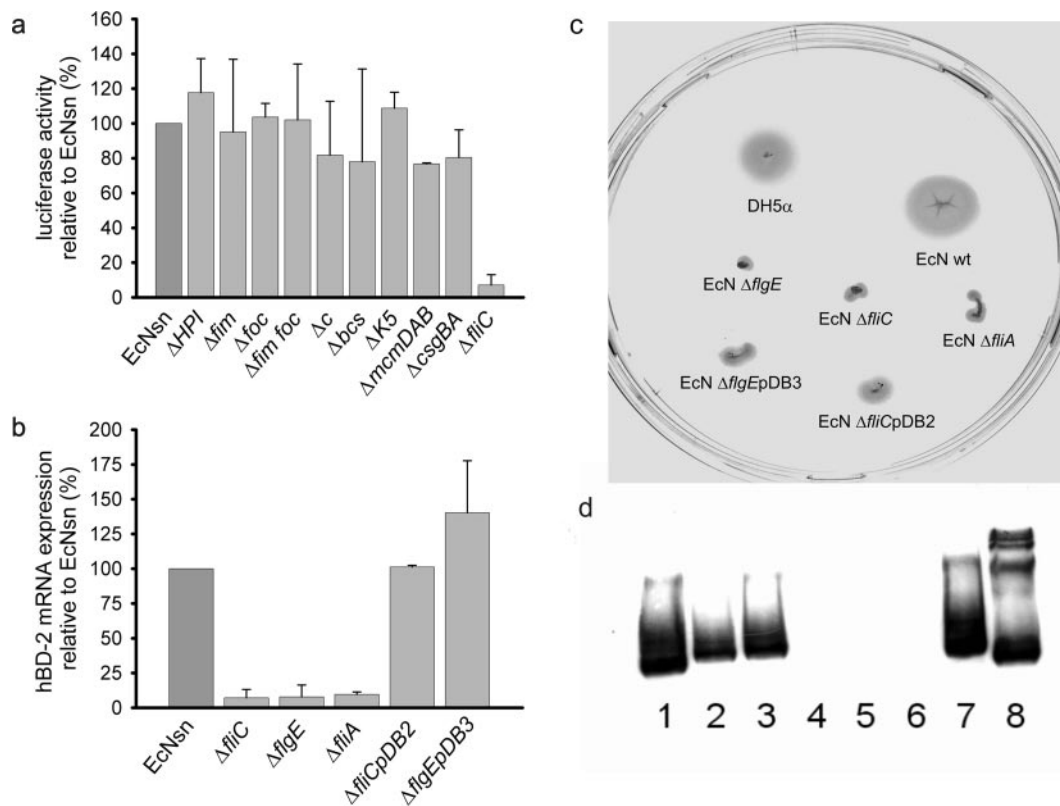 a
luciferase activity
relative to EcNsn (%)
160
140
120
100
80
60
40
20
0
EcNsn
ΔHPI
Δfim
Δfoc
Δfim foc
Δc
Δbcs
ΔK5
ΔmcmDAB
ΔcsgBA
ΔfliC
b
hBD-2 mRNA expression
relative to EcNsn (%)
200
175
150
125
100
75
50
25
0
EcNsn
ΔfliC
ΔflgE
ΔfliA
ΔfliCpDB2
ΔflgEpDB3
c
DH5α
EcN wt
EcN ΔflgE
EcN ΔfliC
EcN ΔfliA
EcN ΔflgEpDB3
EcN ΔfliCpDB2
d
1 2 3 4 5 6 7 8